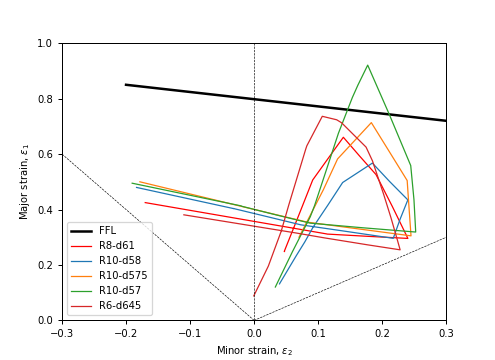 1.0
0.8
0.6
0.4
0.2
0.0
Major strain, ε1
FFL
R8-d61
R10-d58
R10-d575
R10-d57
R6-d645
−0.3
−0.2
−0.1
0.0
0.1
0.2
0.3
Minor strain, ε2